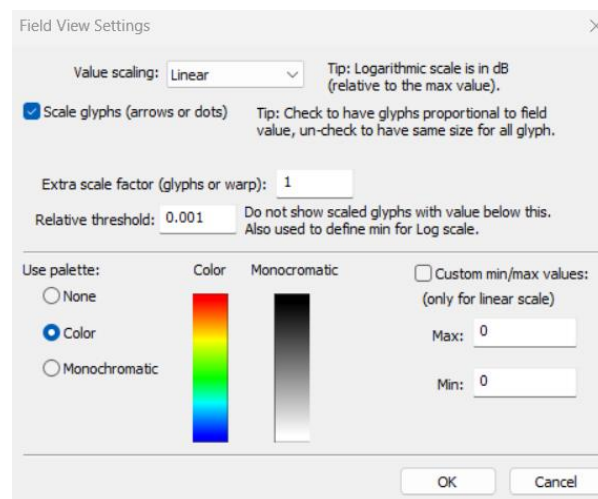 Field View Settings
Value scaling: Linear
Tip: Logarithmic scale is in dB
(relative to the max value).
Scale glyphs (arrows or dots)
Tip: Check to have glyphs proportional to field
value, un-check to have same size for all glyph.
Extra scale factor (glyphs or warp): 1
Relative threshold: 0.001
Do not show scaled glyphs with value below this.
Also used to define min for Log scale.
Use palette:
Color
Monocromatic
None
Color
Monochromatic
Custom min/max values:
(only for linear scale)
Max: 0
Min: 0
OK
Cancel